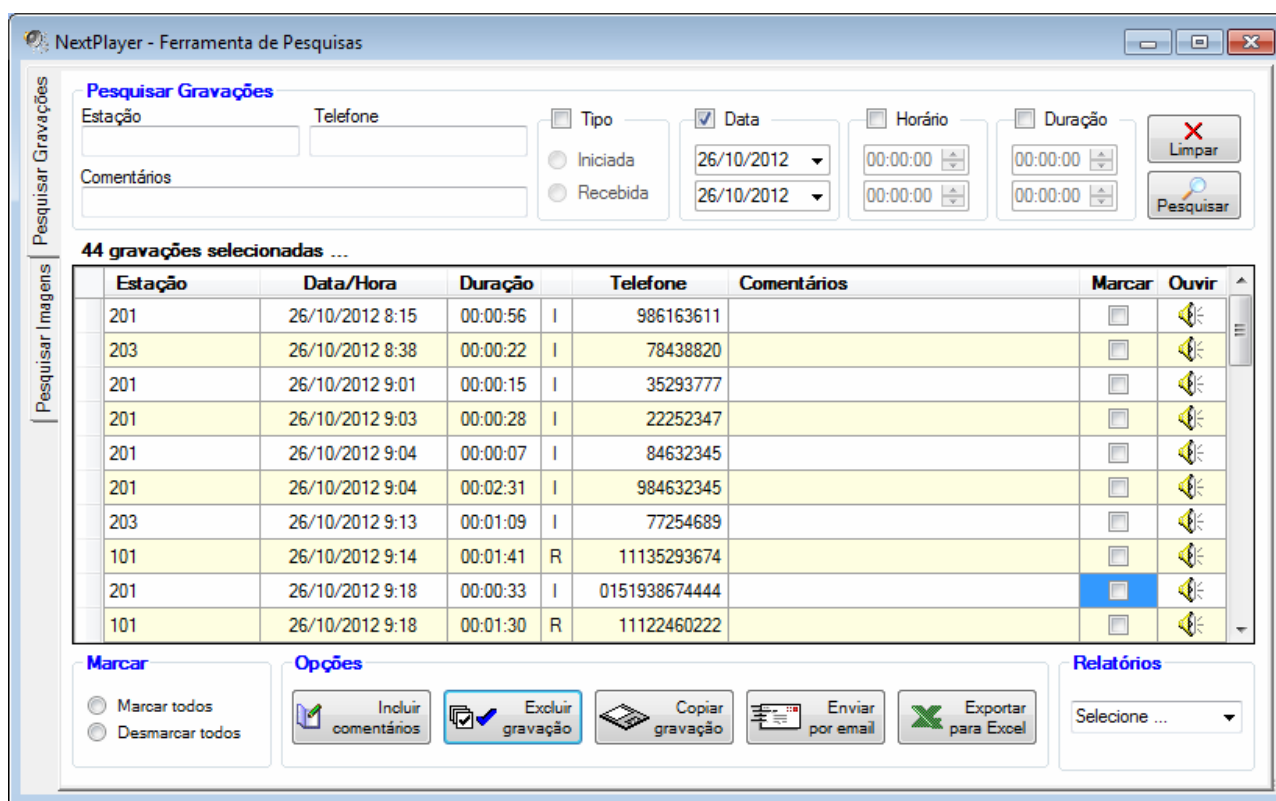 NextPlayer - Ferramenta de Pesquisas
Pesquisar Gravações
Pesquisar Imagens
Pesquisar Gravações
Estação Telefone Tipo Data Horário Duração
Limpar
Iniciada 26/10/2012 00:00:00 00:00:00
Comentários
Recebida 26/10/2012 00:00:00 00:00:00
Pesquisar
44 gravações selecionadas ...
Estação Data/Hora Duração Telefone Comentários Marcar Ouvir
201 26/10/2012 8:15 00:00:56 I 986163611
203 26/10/2012 8:38 00:00:22 I 78438820
201 26/10/2012 9:01 00:00:15 I 35293777
201 26/10/2012 9:03 00:00:28 I 22252347
201 26/10/2012 9:04 00:00:07 I 84632345
201 26/10/2012 9:04 00:02:31 I 984632345
203 26/10/2012 9:13 00:01:09 I 77254689
101 26/10/2012 9:14 00:01:41 R 11135293674
201 26/10/2012 9:18 00:00:33 I 0151938674444
101 26/10/2012 9:18 00:01:30 R 11122460222
Marcar
Marcar todos
Desmarcar todos
Opções
Incluir comentários
Excluir gravação
Copiar gravação
Enviar por email
Exportar para Excel
Relatórios
Selecione ...